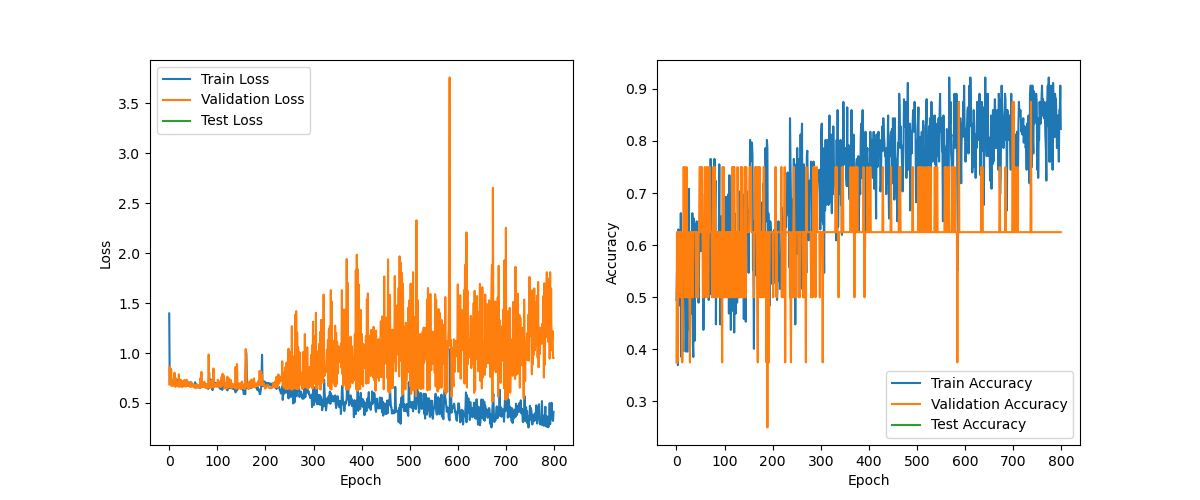 Train Loss
Validation Loss
Test Loss
3.5
3.0
2.5
2.0
1.5
1.0
0.5
Loss
0 100 200 300 400 500 600 700 800
Epoch
0.9
0.8
0.7
0.6
0.5
0.4
0.3
Accuracy
Train Accuracy
Validation Accuracy
Test Accuracy
0 100 200 300 400 500 600 700 800
Epoch